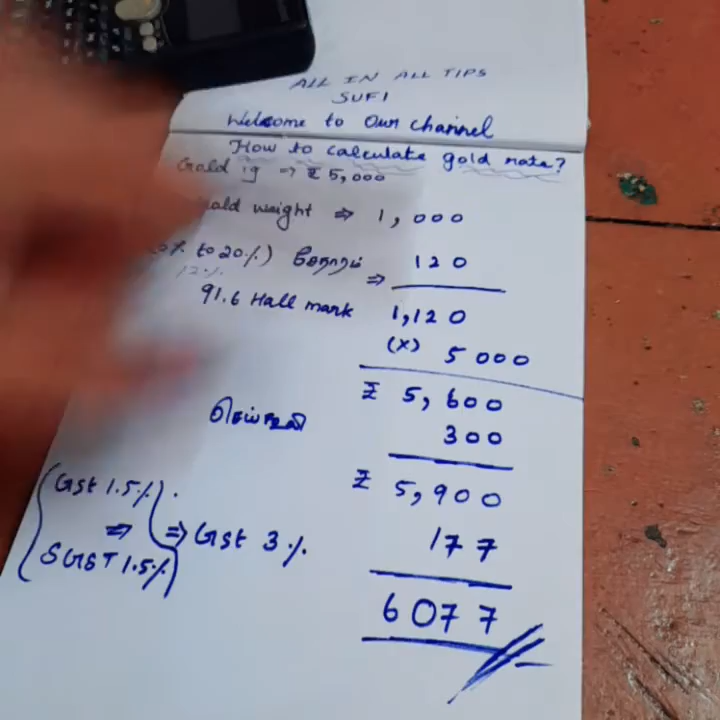 ALL IN ALL TIPS
SUFI
Welcome to Our channel
How to calculate gold rate?
Gold 1g => ₹ 5,000
weight => 1,000
to 20%) சேதாரம் => 120
12%
91.6 Hall mark 1,120
(x) 5000
₹ 5,600
செய்கூலி 300
₹ 5,900
Gst 1.5%
177
=> => Gst 3%
SGST 1.5%
6077